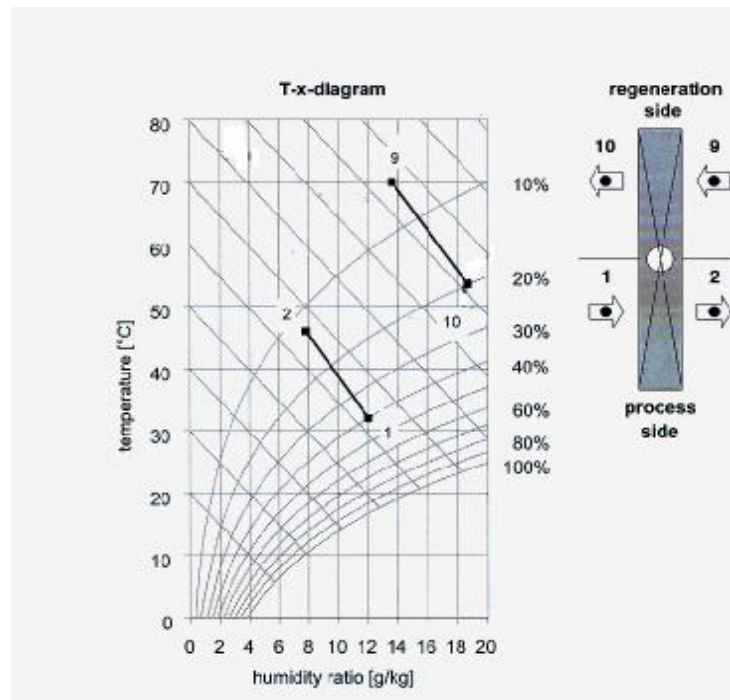 T-x-diagram
regeneration
side
80
70
60
50
40
30
20
10
0
temperature [°C]
0 2 4 6 8 10 12 14 16 18 20
humidity ratio [g/kg]
9
2
10
1
10%
20%
30%
40%
60%
80%
100%
10 9
1 2
process
side